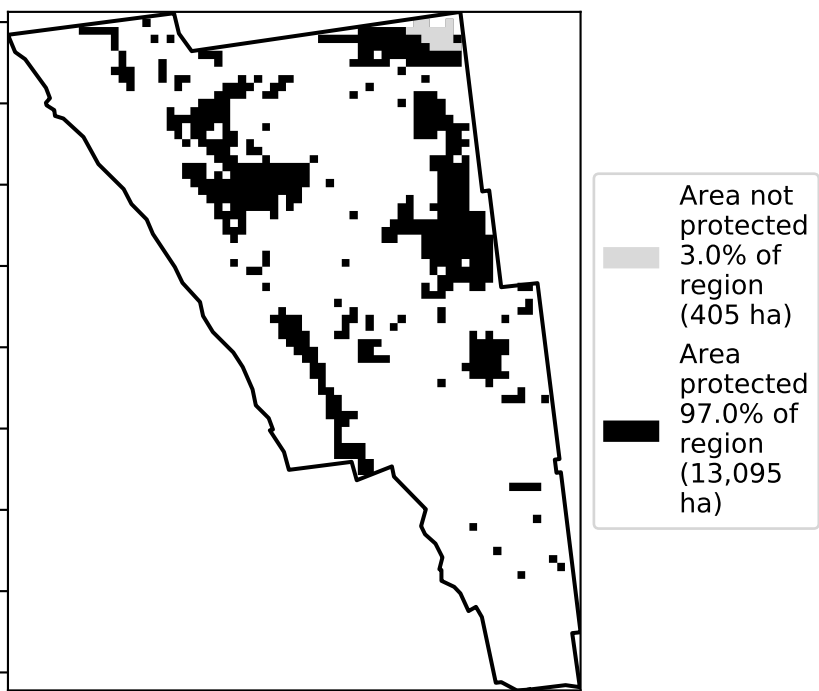 Area not
protected
3.0% of
region
(405 ha)
Area
protected
97.0% of
region
(13,095
ha)